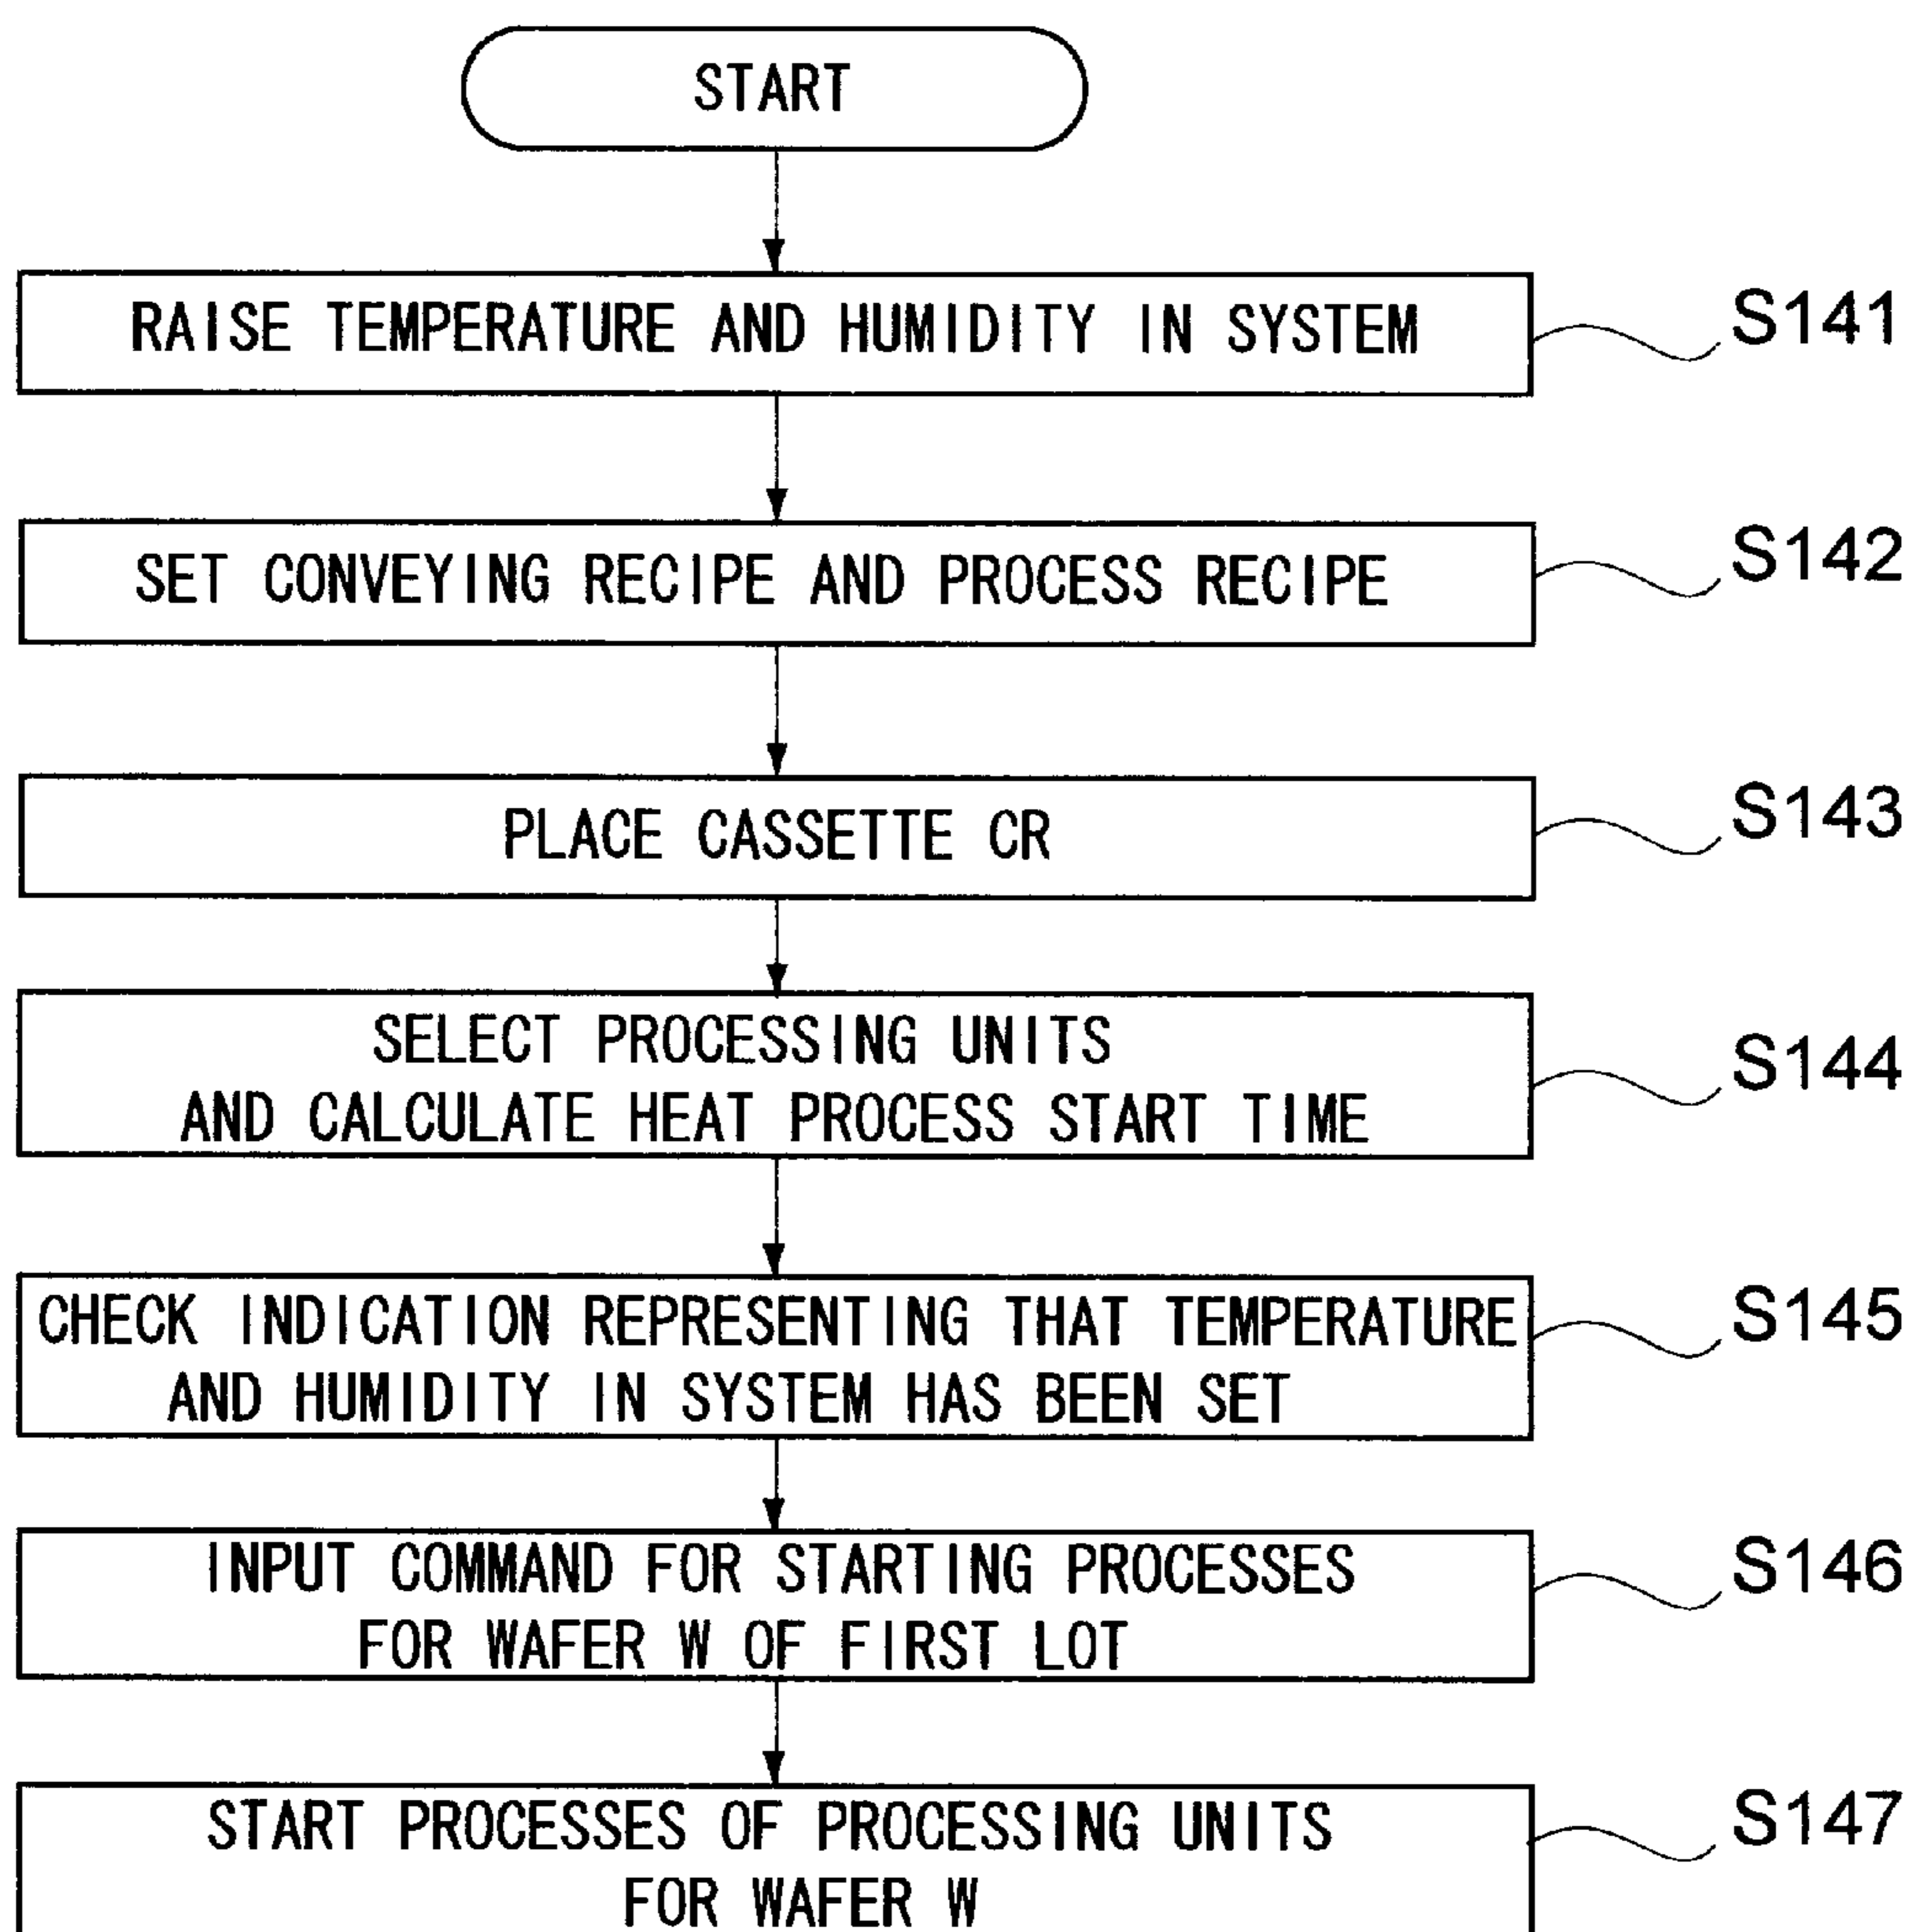 START
RAISE TEMPERATURE AND HUMIDITY IN SYSTEM
S141
SET CONVEYING RECIPE AND PROCESS RECIPE
S142
PLACE CASSETTE CR
S143
SELECT PROCESSING UNITS
AND CALCULATE HEAT PROCESS START TIME
S144
CHECK INDICATION REPRESENTING THAT TEMPERATURE
AND HUMIDITY IN SYSTEM HAS BEEN SET
S145
INPUT COMMAND FOR STARTING PROCESSES
FOR WAFER W OF FIRST LOT
S146
START PROCESSES OF PROCESSING UNITS
FOR WAFER W
S147